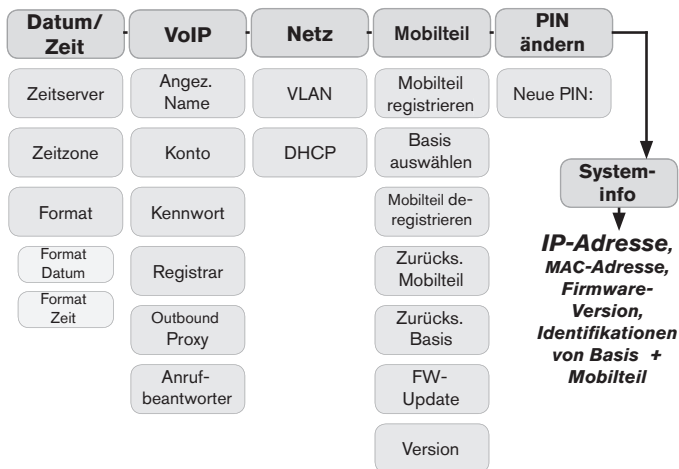 Datum/
Zeit
VoIP
Netz
Mobilteil
PIN
ändern
Zeitserver
Angez.
Name
VLAN
Mobilteil
registrieren
Neue PIN:
Zeitzone
Konto
DHCP
Basis
auswählen
System-
info
Format
Kennwort
Mobilteil de-
registrieren
Format
Datum
Registrar
Zurücks.
Mobilteil
Format
Zeit
Outbound
Proxy
Zurücks.
Basis
Anruf-
beantworter
FW-
Update
Version
IP-Adresse,
MAC-Adresse,
Firmware-
Version,
Identifikationen
von Basis +
Mobilteil